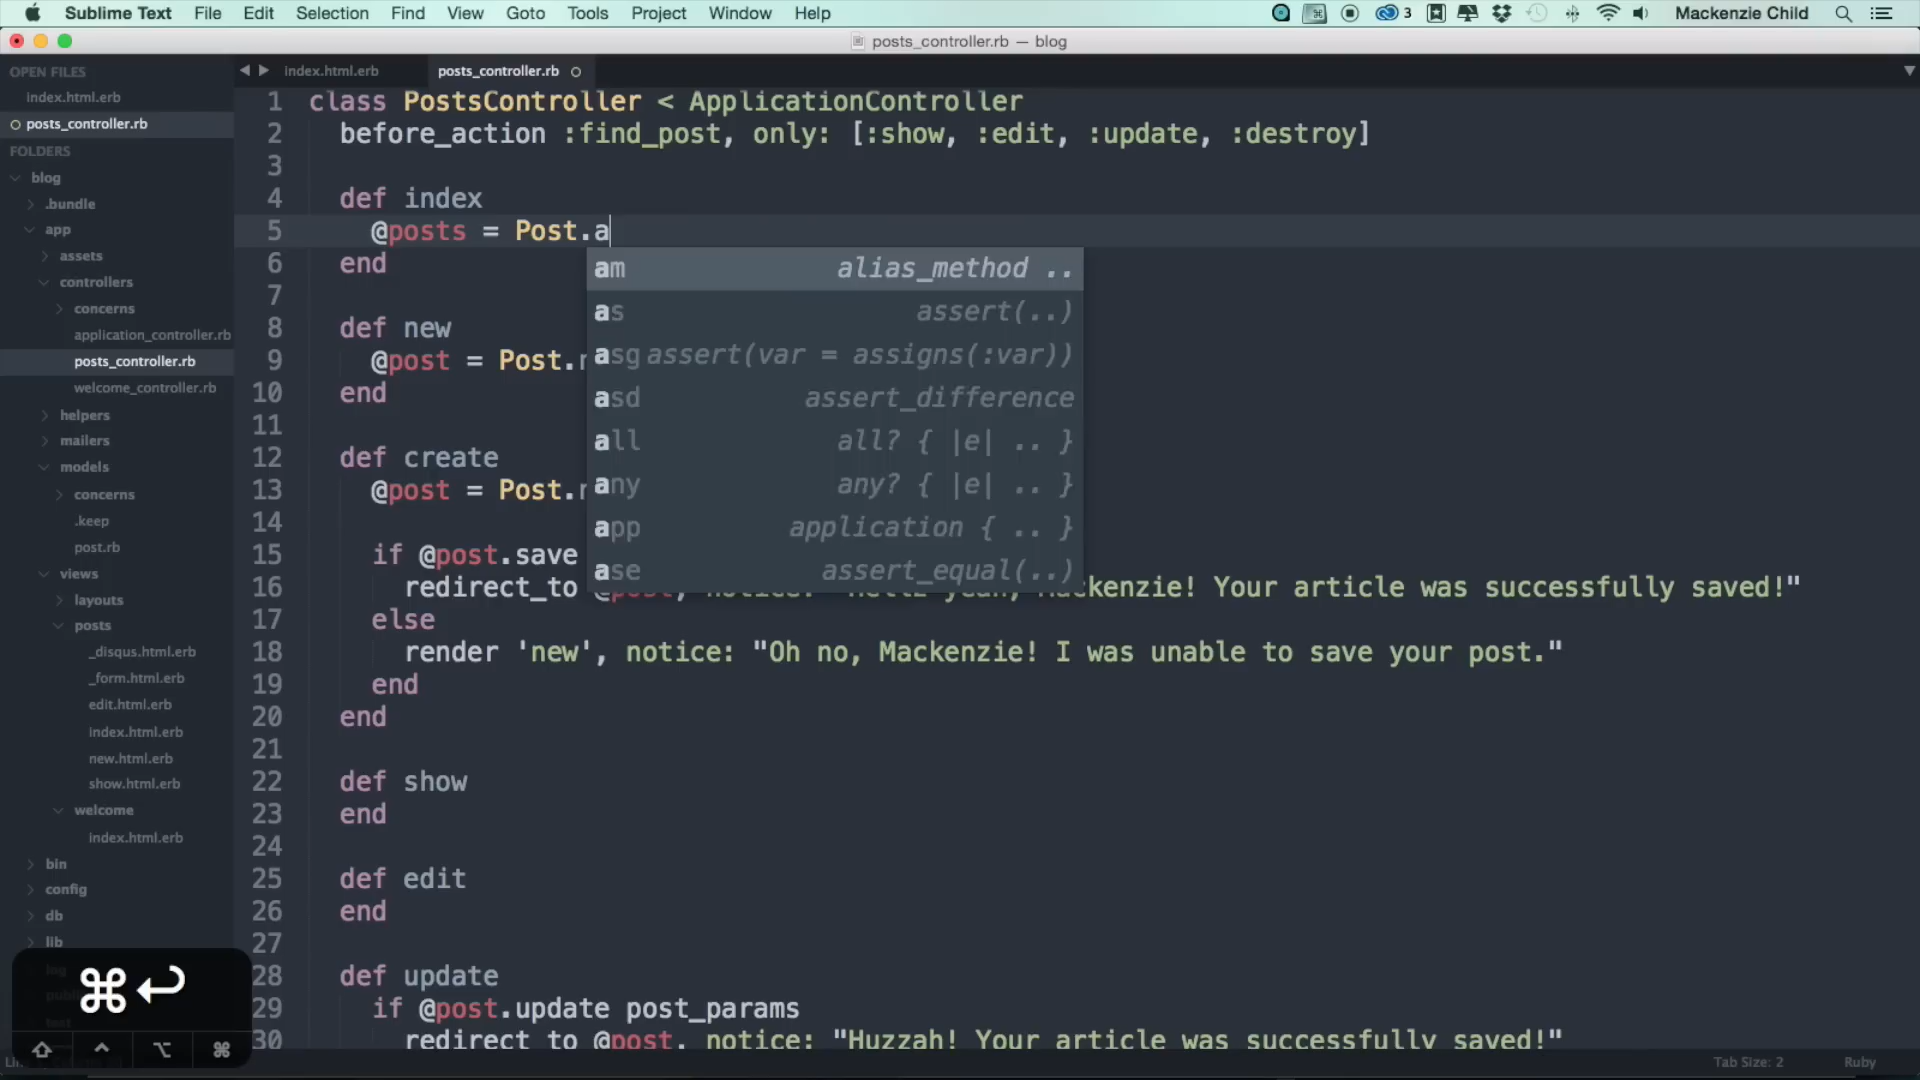 Sublime Text File Edit Selection Find View Goto Tools Project Window Help 3 Mackenzie Child
posts_controller.rb — blog
OPEN FILES
index.html.erb
posts_controller.rb
FOLDERS
blog
.bundle
app
assets
controllers
concerns
application_controller.rb
posts_controller.rb
welcome_controller.rb
helpers
mailers
models
concerns
.keep
post.rb
views
layouts
posts
_disqus.html.erb
_form.html.erb
edit.html.erb
index.html.erb
new.html.erb
show.html.erb
welcome
index.html.erb
bin
config
db
lib
index.html.erb posts_controller.rb
1 class PostsController < ApplicationController
2 before_action :find_post, only: [:show, :edit, :update, :destroy]
3
4 def index
5 @posts = Post.a
6 end
7
8 def new
9 @post = Post.
10 end
11
12 def create
13 @post = Post.
14
15 if @post.save
16 redirect_to @post, notice: Mackenzie! Your article was successfully saved!"
17 else
18 render 'new', notice: "Oh no, Mackenzie! I was unable to save your post."
19 end
20 end
21
22 def show
23 end
24
25 def edit
26 end
27
28 def update
29 if @post.update post_params
30 redirect_to @post, notice: "Huzzah! Your article was successfully saved!"
am alias_method ..
as assert(..)
asg assert(var = assigns(:var))
asd assert_difference
all all? { |e| .. }
any any? { |e| .. }
app application { .. }
ase assert_equal(..)
⌘↩
⇧ ⌃ ⌥ ⌘
Tab Size: 2 Ruby